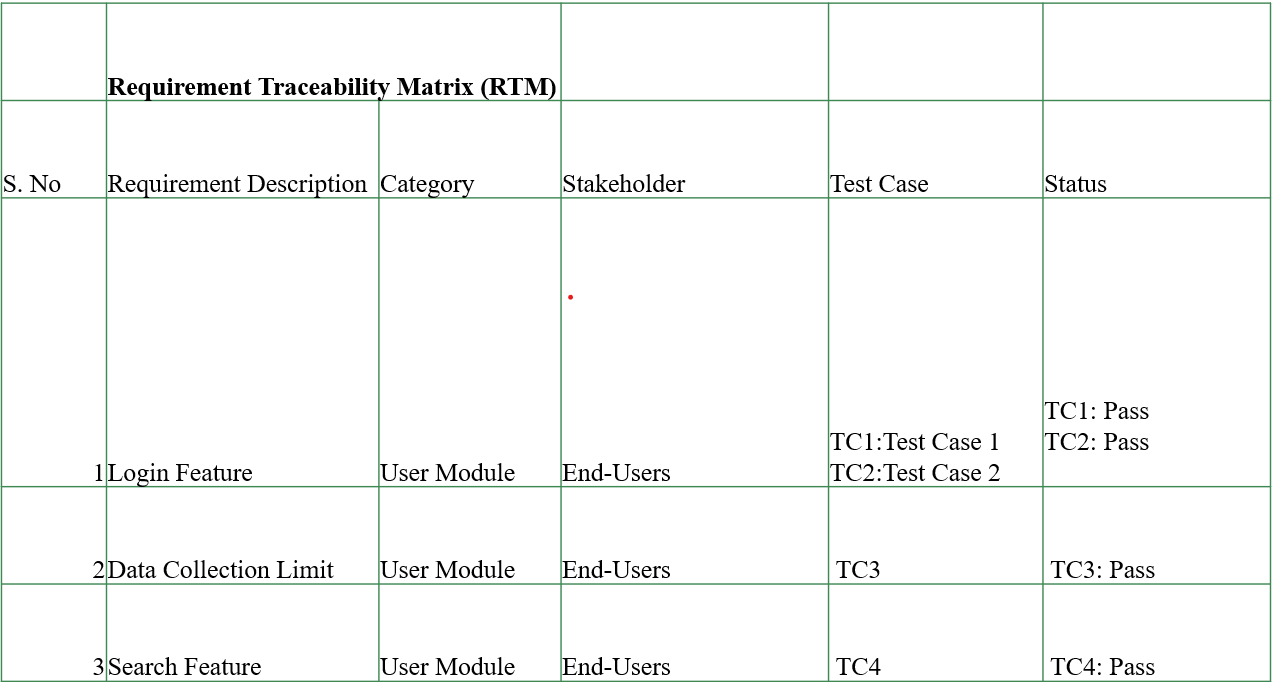 Requirement Traceability Matrix (RTM)
S. No Requirement Description Category Stakeholder Test Case Status
TC1: Pass
TC1:Test Case 1 TC2: Pass
1 Login Feature User Module End-Users TC2:Test Case 2
2 Data Collection Limit User Module End-Users TC3 TC3: Pass
3 Search Feature User Module End-Users TC4 TC4: Pass